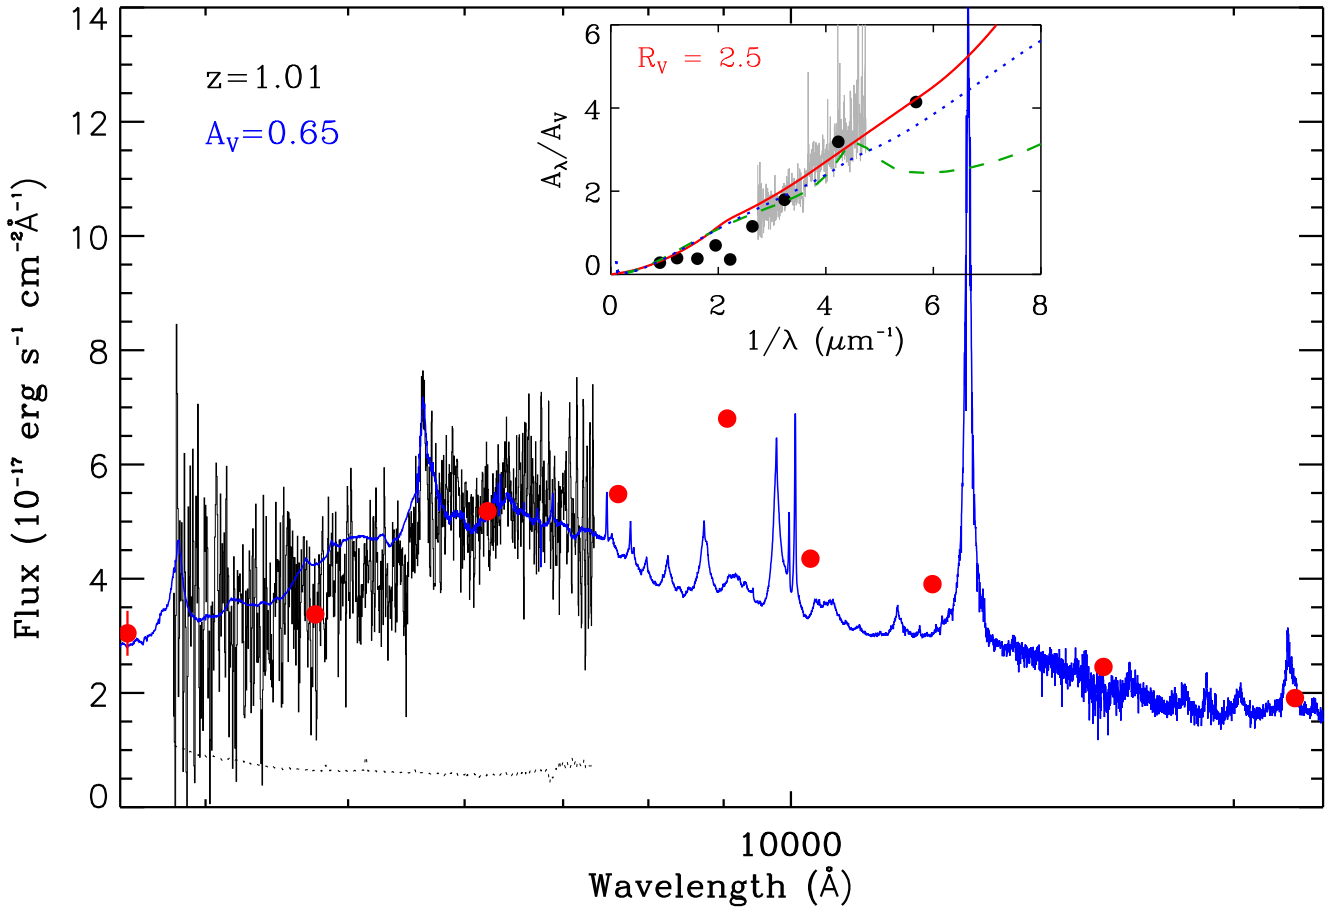 14
12
10
8
6
4
2
0
Flux (10⁻¹⁷ erg s⁻¹ cm⁻²Å⁻¹)
z=1.01
A_V=0.65
R_V = 2.5
6
4
2
0
A_λ/A_V
0 2 4 6 8
1/λ (μm⁻¹)
10000
Wavelength (Å)